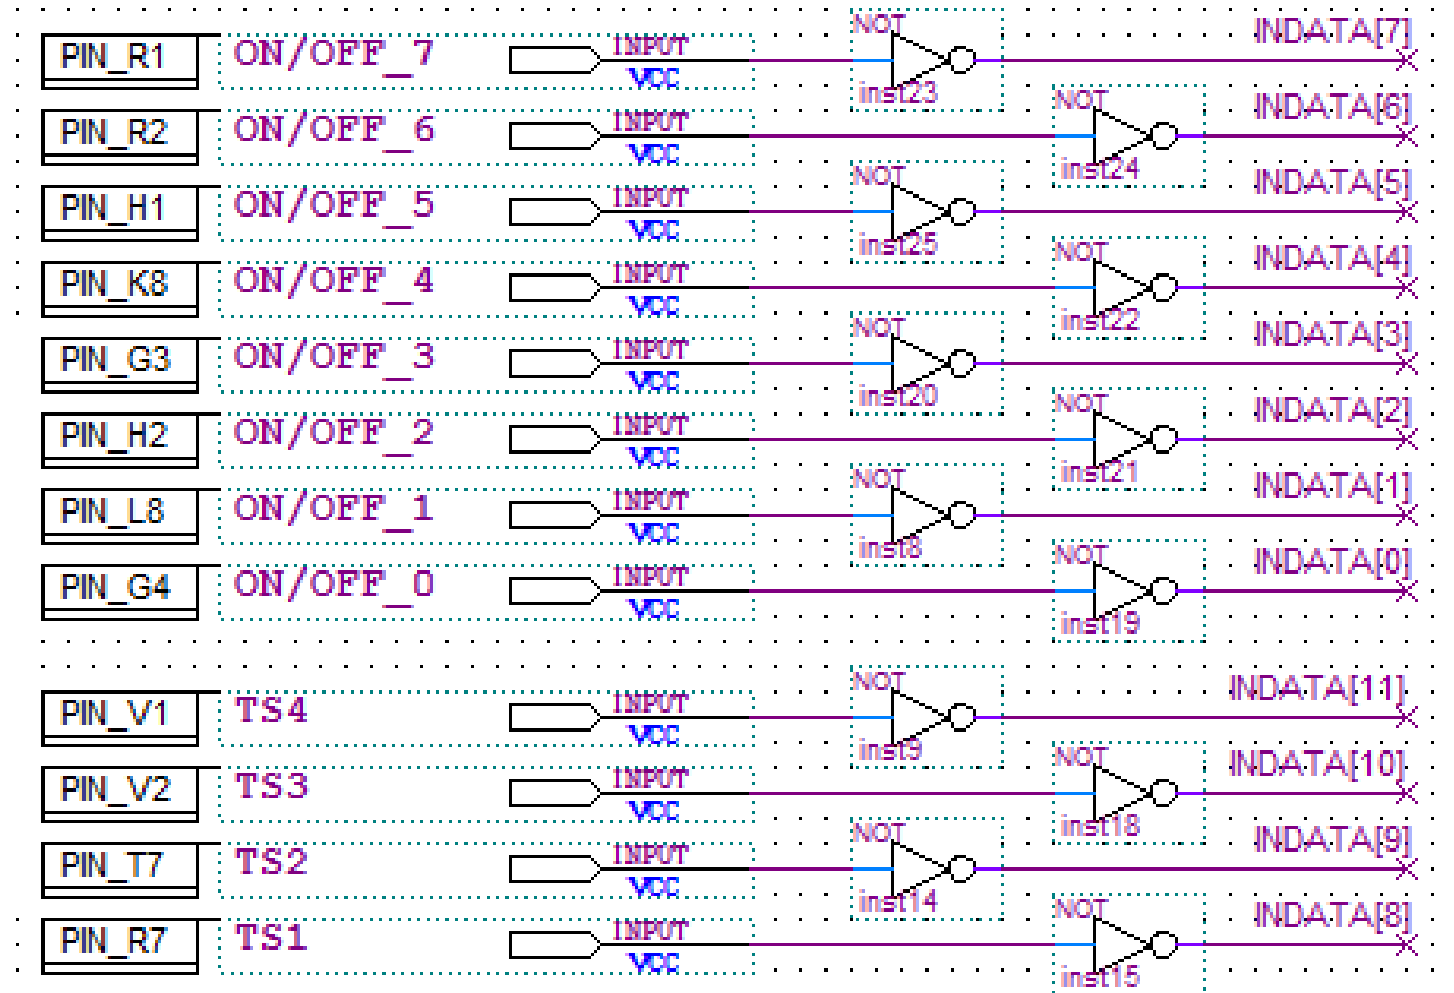 PIN_R1 ON/OFF_7 INPUT VCC NOT inst23 INDATA[7]
PIN_R2 ON/OFF_6 INPUT VCC NOT inst24 INDATA[6]
PIN_H1 ON/OFF_5 INPUT VCC NOT inst25 INDATA[5]
PIN_K8 ON/OFF_4 INPUT VCC NOT inst22 INDATA[4]
PIN_G3 ON/OFF_3 INPUT VCC NOT inst20 INDATA[3]
PIN_H2 ON/OFF_2 INPUT VCC NOT inst21 INDATA[2]
PIN_L8 ON/OFF_1 INPUT VCC NOT inst8 INDATA[1]
PIN_G4 ON/OFF_0 INPUT VCC NOT inst19 INDATA[0]
PIN_V1 TS4 INPUT VCC NOT inst9 INDATA[11]
PIN_V2 TS3 INPUT VCC NOT inst18 INDATA[10]
PIN_T7 TS2 INPUT VCC NOT inst14 INDATA[9]
PIN_R7 TS1 INPUT VCC NOT inst15 INDATA[8]